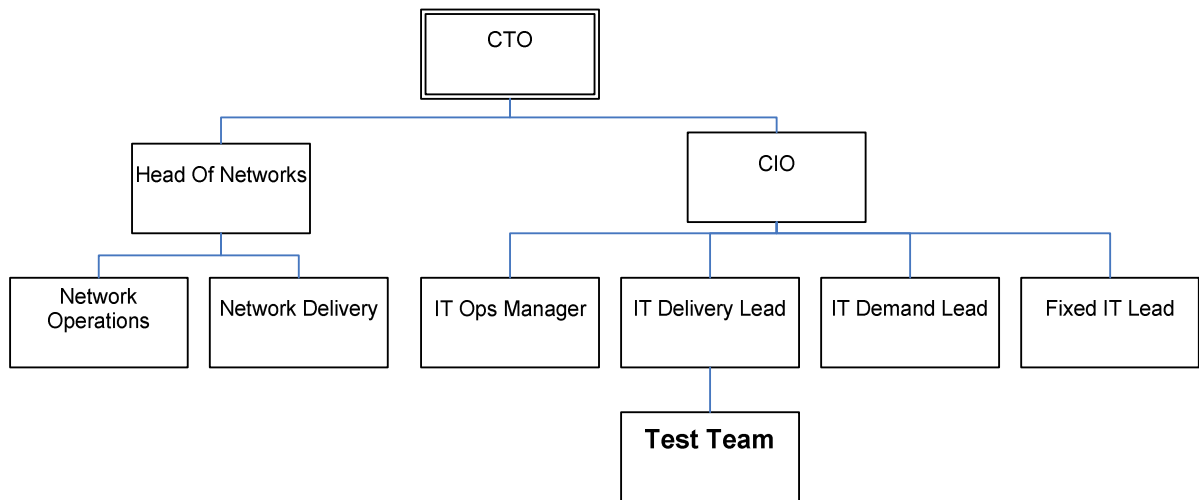 CTO
Head Of Networks
CIO
Network
Operations
Network Delivery
IT Ops Manager
IT Delivery Lead
IT Demand Lead
Fixed IT Lead
Test Team